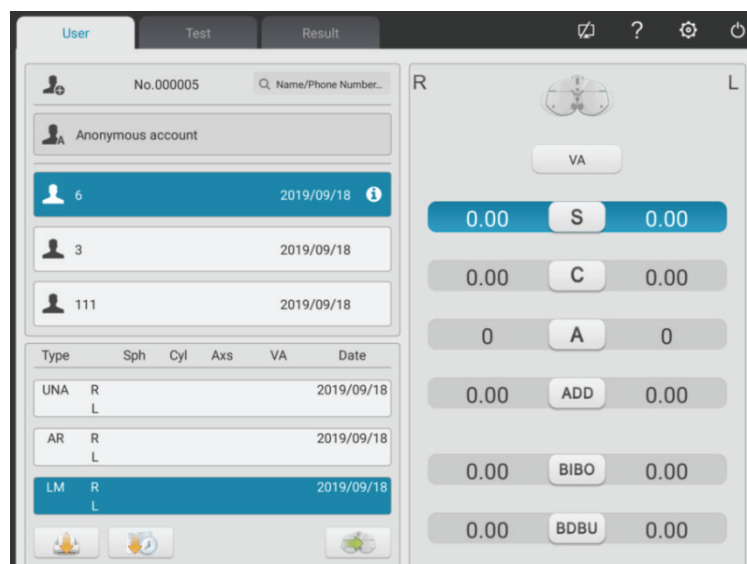 User Test Result ?
No.000005 Name/Phone Number...
A Anonymous account
6 2019/09/18 i
3 2019/09/18
111 2019/09/18
Type Sph Cyl Axs VA Date
UNA R 2019/09/18
L
AR R 2019/09/18
L
LM R 2019/09/18
L
R L
VA
0.00 S 0.00
0.00 C 0.00
0 A 0
0.00 ADD 0.00
0.00 BIBO 0.00
0.00 BDBU 0.00